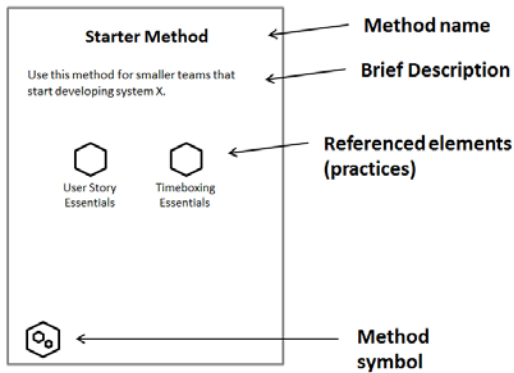 Starter Method
Method name
Use this method for smaller teams that
start developing system X.
Brief Description
User Story
Essentials
Timeboxing
Essentials
Referenced elements
(practices)
Method
symbol